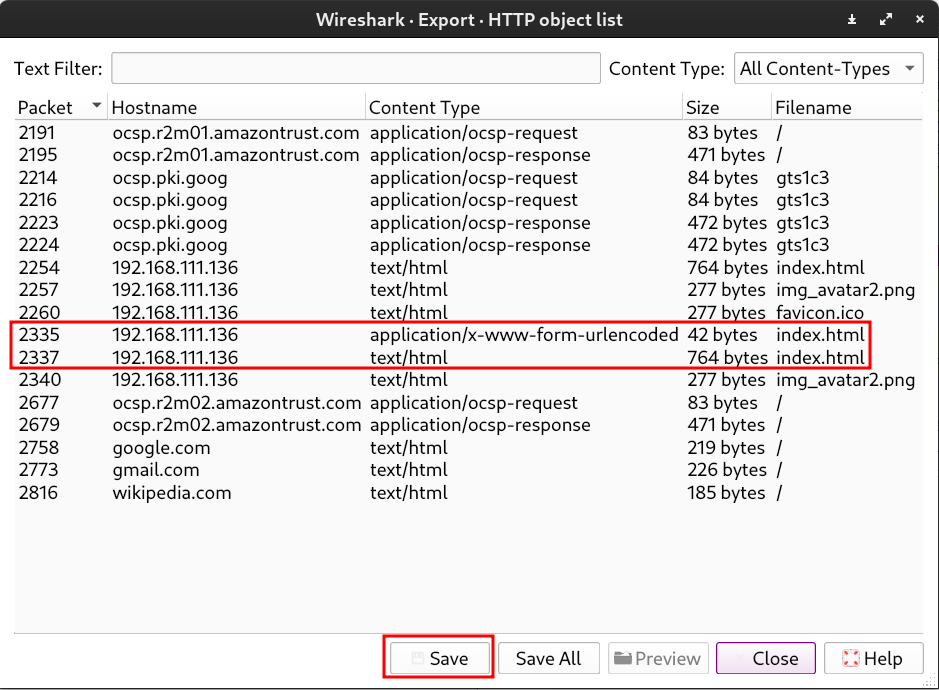 Wireshark · Export · HTTP object list
Text Filter: Content Type: All Content-Types
Packet Hostname Content Type Size Filename
2191 ocsp.r2m01.amazontrust.com application/ocsp-request 83 bytes /
2195 ocsp.r2m01.amazontrust.com application/ocsp-response 471 bytes /
2214 ocsp.pki.goog application/ocsp-request 84 bytes gts1c3
2216 ocsp.pki.goog application/ocsp-request 84 bytes gts1c3
2223 ocsp.pki.goog application/ocsp-response 472 bytes gts1c3
2224 ocsp.pki.goog application/ocsp-response 472 bytes gts1c3
2254 192.168.111.136 text/html 764 bytes index.html
2257 192.168.111.136 text/html 277 bytes img_avatar2.png
2260 192.168.111.136 text/html 277 bytes favicon.ico
2335 192.168.111.136 application/x-www-form-urlencoded 42 bytes index.html
2337 192.168.111.136 text/html 764 bytes index.html
2340 192.168.111.136 text/html 277 bytes img_avatar2.png
2677 ocsp.r2m02.amazontrust.com application/ocsp-request 83 bytes /
2679 ocsp.r2m02.amazontrust.com application/ocsp-response 471 bytes /
2758 google.com text/html 219 bytes /
2773 gmail.com text/html 226 bytes /
2816 wikipedia.com text/html 185 bytes /
Save Save All Preview Close Help